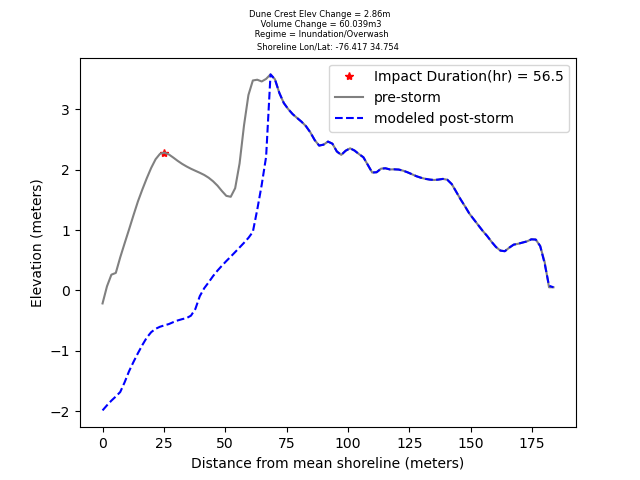 Dune Crest Elev Change = 2.86m
Volume Change = 60.039m3
Regime = Inundation/Overwash
Shoreline Lon/Lat: -76.417 34.754
Impact Duration(hr) = 56.5
pre-storm
modeled post-storm
Elevation (meters)
3
2
1
0
−1
−2
0
25
50
75
100
125
150
175
Distance from mean shoreline (meters)